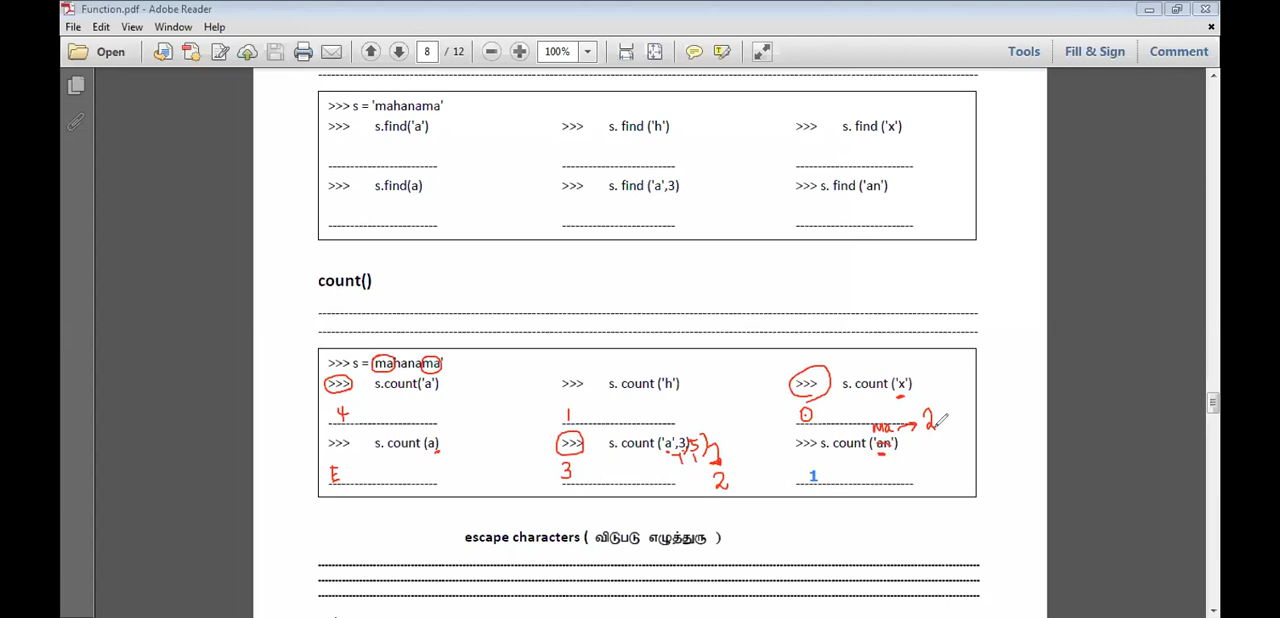 Function.pdf - Adobe Reader
File Edit View Window Help
Open 8 / 12 100% Tools Fill & Sign Comment
>>> s = 'mahanama'
>>> s.find('a') >>> s. find ('h') >>> s. find ('x')
>>> s.find(a) >>> s. find ('a',3) >>> s. find ('an')
count()
>>> s = 'mahanama'
>>> s.count('a') >>> s. count ('h') >>> s. count ('x')
4 1 0 ma → 2
>>> s. count (a) >>> s. count ('a',3) 5) >>> s. count ('an')
E 3 2 1
escape characters ( விடுபடு எழுத்துரு )